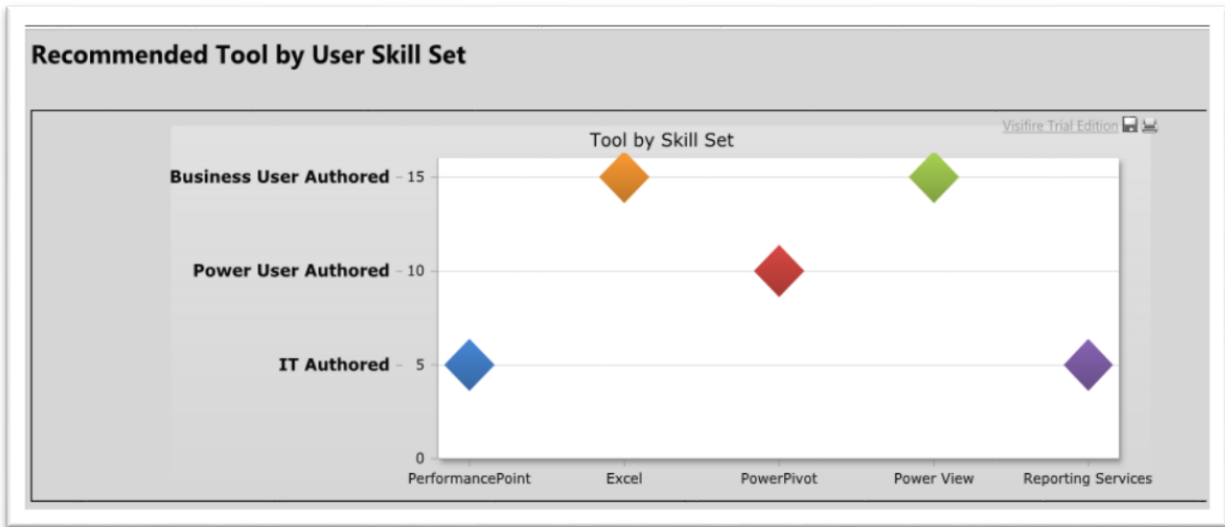 Recommended Tool by User Skill Set
Visifire Trial Edition
Tool by Skill Set
Business User Authored 15
Power User Authored 10
IT Authored 5
0
PerformancePoint Excel PowerPivot Power View Reporting Services